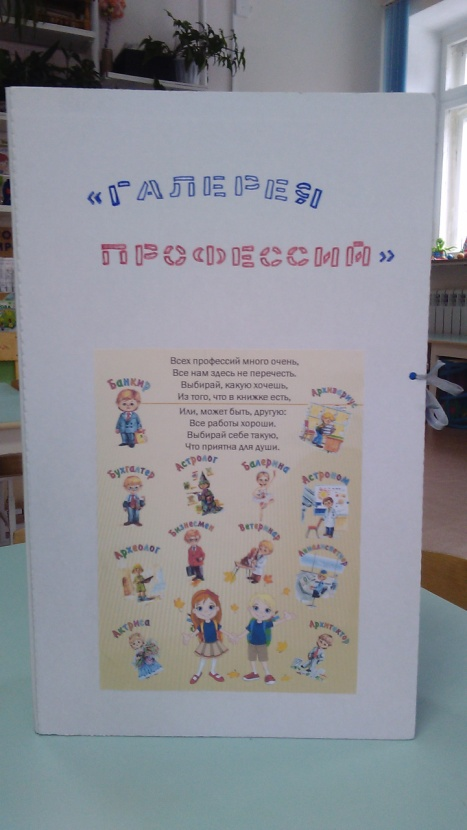 «ГАЛЕРЕЯ
ПРОФЕССИЙ»
Всех профессий много очень,
Все нам здесь не перечесть.
Выбирай, какую хочешь,
Из того, что в книжке есть,
Или, может быть, другую:
Все работы хороши.
Выбирай себе такую,
Что приятна для души.
Банкир
Архивариус
Бухгалтер
Астролог
Балерина
Астроном
Археолог
Бизнесмен
Ветеринар
Авиадиспетчер
Актриса
Архитектор